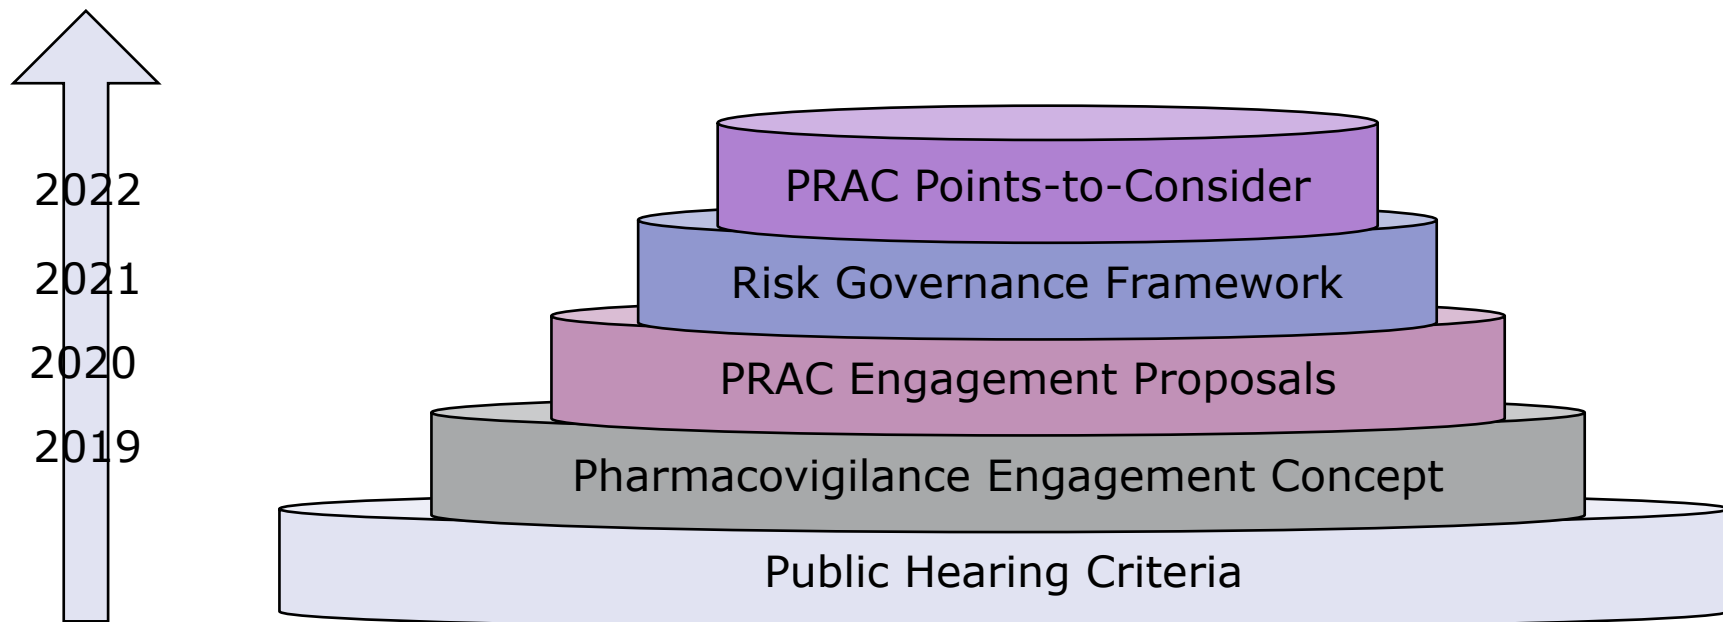 2022
2021
2020
2019
PRAC Points-to-Consider
Risk Governance Framework
PRAC Engagement Proposals
Pharmacovigilance Engagement Concept
Public Hearing Criteria